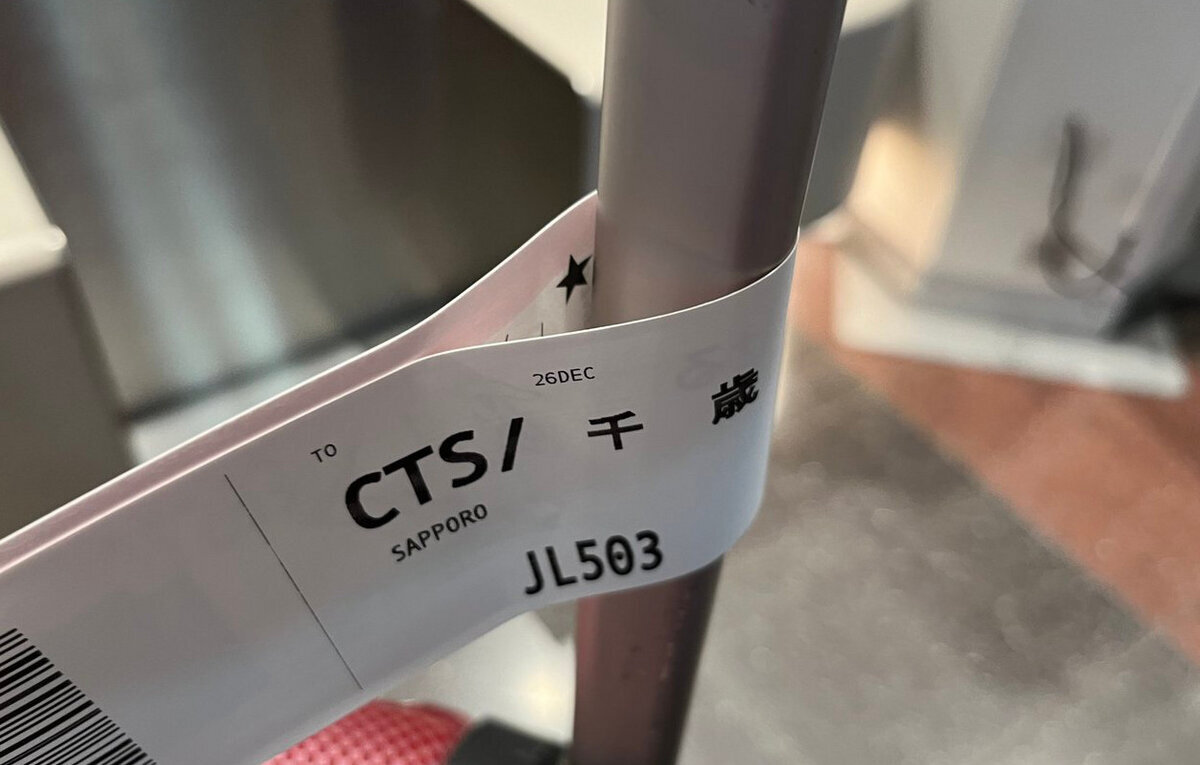 ★
26DEC
TO
CTS/ 千 歳
SAPPORO
JL503